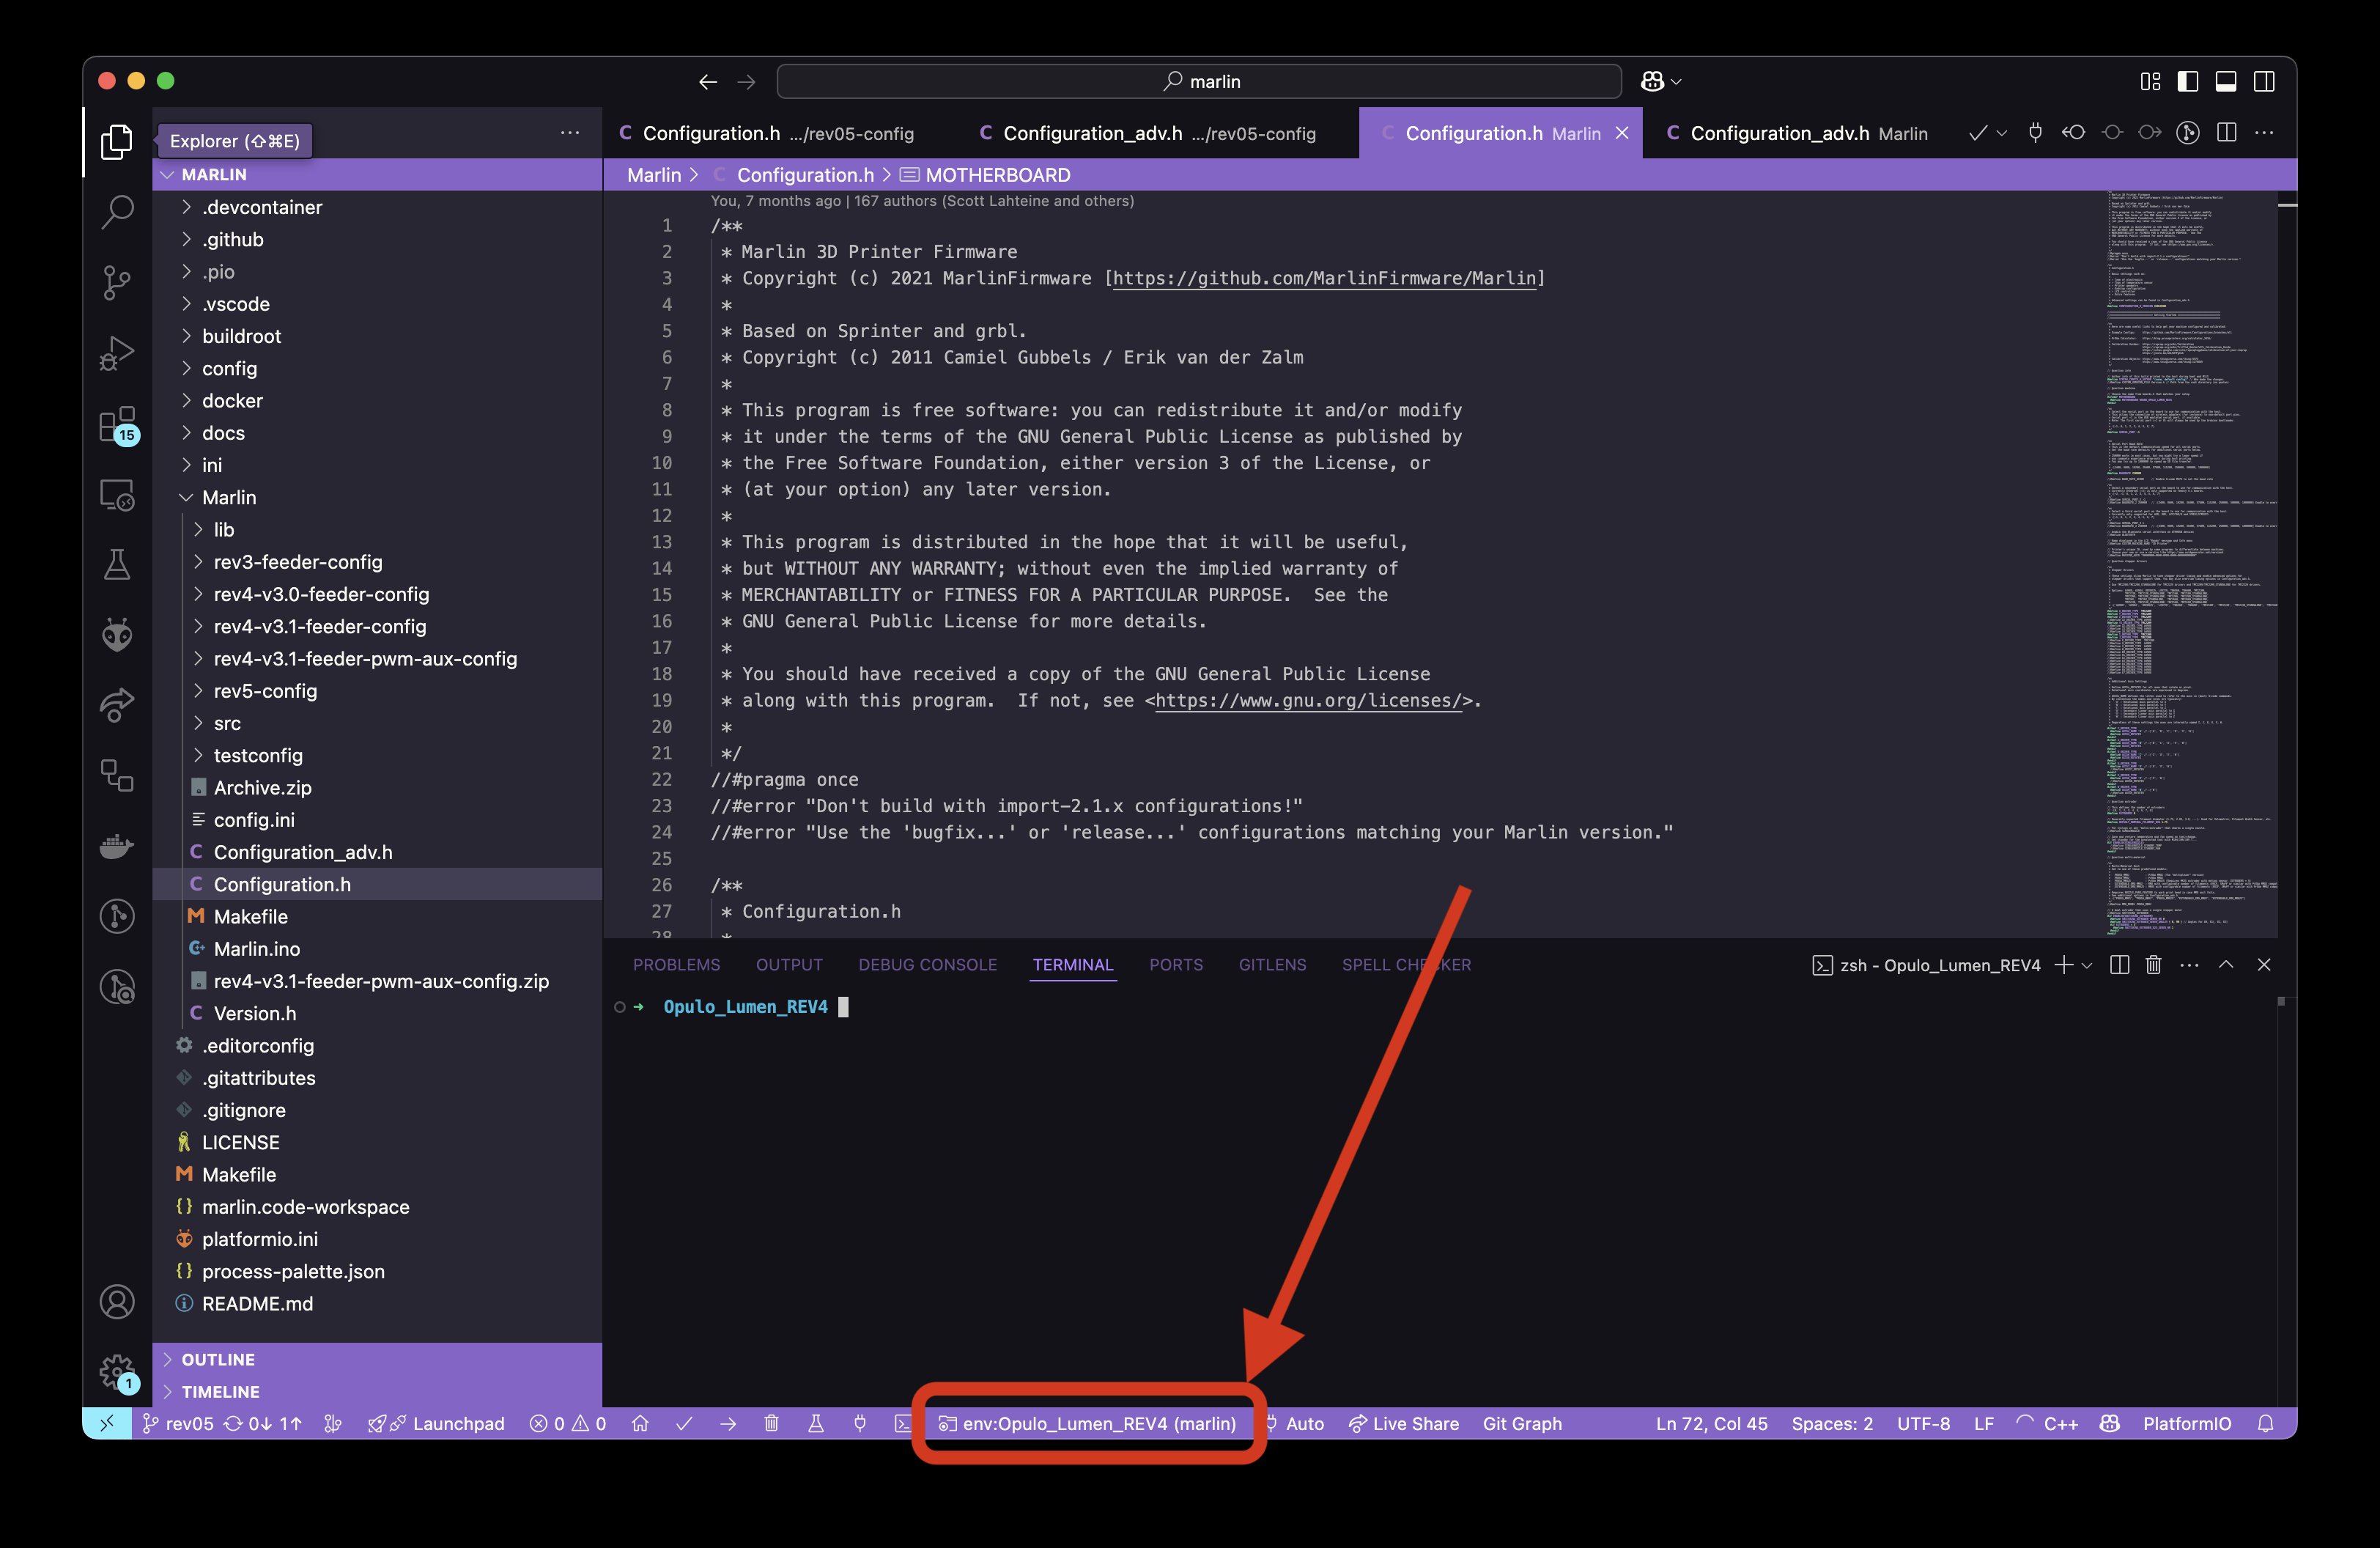 marlin
Explorer (⇧⌘E)
Configuration.h .../rev05-config
Configuration_adv.h .../rev05-config
Configuration.h Marlin
Configuration_adv.h Marlin
MARLIN
Marlin > Configuration.h > MOTHERBOARD
.devcontainer
.github
.pio
.vscode
buildroot
config
docker
docs
ini
Marlin
lib
rev3-feeder-config
rev4-v3.0-feeder-config
rev4-v3.1-feeder-config
rev4-v3.1-feeder-pwm-aux-config
rev5-config
src
testconfig
Archive.zip
config.ini
Configuration_adv.h
Configuration.h
Makefile
Marlin.ino
rev4-v3.1-feeder-pwm-aux-config.zip
Version.h
.editorconfig
.gitattributes
.gitignore
LICENSE
Makefile
marlin.code-workspace
platformio.ini
process-palette.json
README.md
OUTLINE
TIMELINE
15
1
You, 7 months ago | 167 authors (Scott Lahteine and others)
1 /**
2 * Marlin 3D Printer Firmware
3 * Copyright (c) 2021 MarlinFirmware [https://github.com/MarlinFirmware/Marlin]
4 *
5 * Based on Sprinter and grbl.
6 * Copyright (c) 2011 Camiel Gubbels / Erik van der Zalm
7 *
8 * This program is free software: you can redistribute it and/or modify
9 * it under the terms of the GNU General Public License as published by
10 * the Free Software Foundation, either version 3 of the License, or
11 * (at your option) any later version.
12 *
13 * This program is distributed in the hope that it will be useful,
14 * but WITHOUT ANY WARRANTY; without even the implied warranty of
15 * MERCHANTABILITY or FITNESS FOR A PARTICULAR PURPOSE.  See the
16 * GNU General Public License for more details.
17 *
18 * You should have received a copy of the GNU General Public License
19 * along with this program.  If not, see <https://www.gnu.org/licenses/>.
20 *
21 */
22 //#pragma once
23 //#error "Don't build with import-2.1.x configurations!"
24 //#error "Use the 'bugfix...' or 'release...' configurations matching your Marlin version."
25
26 /**
27 * Configuration.h
28 *
PROBLEMS OUTPUT DEBUG CONSOLE TERMINAL PORTS GITLENS SPELL CHECKER
zsh - Opulo_Lumen_REV4
➜ Opulo_Lumen_REV4
rev05 0↓ 1↑ Launchpad 0 0 env:Opulo_Lumen_REV4 (marlin) Auto Live Share Git Graph Ln 72, Col 45 Spaces: 2 UTF-8 LF C++ PlatformIO